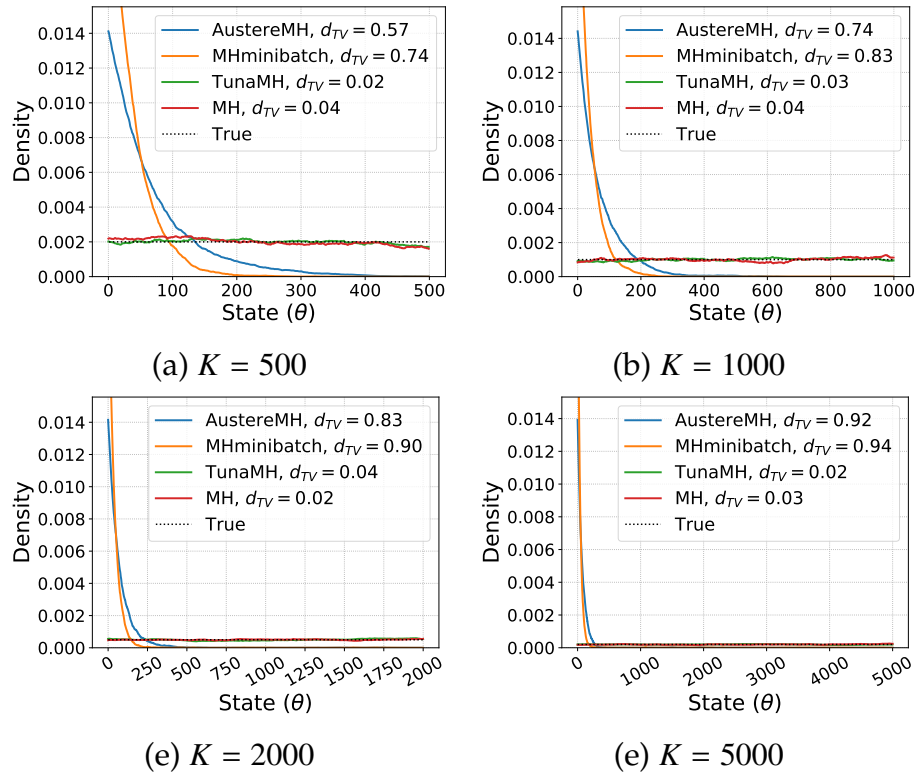 0.014
0.012
0.010
0.008
0.006
0.004
0.002
0.000
Density
AustereMH, d_TV = 0.57
MHminibatch, d_TV = 0.74
TunaMH, d_TV = 0.02
MH, d_TV = 0.04
True
0 100 200 300 400 500
State (θ)
(a) K = 500
0.014
0.012
0.010
0.008
0.006
0.004
0.002
0.000
Density
AustereMH, d_TV = 0.74
MHminibatch, d_TV = 0.83
TunaMH, d_TV = 0.03
MH, d_TV = 0.04
True
0 200 400 600 800 1000
State (θ)
(b) K = 1000
0.014
0.012
0.010
0.008
0.006
0.004
0.002
0.000
Density
AustereMH, d_TV = 0.83
MHminibatch, d_TV = 0.90
TunaMH, d_TV = 0.04
MH, d_TV = 0.02
True
0 250 500 750 1000 1250 1500 1750 2000
State (θ)
(e) K = 2000
0.014
0.012
0.010
0.008
0.006
0.004
0.002
0.000
Density
AustereMH, d_TV = 0.92
MHminibatch, d_TV = 0.94
TunaMH, d_TV = 0.02
MH, d_TV = 0.03
True
0 1000 2000 3000 4000 5000
State (θ)
(e) K = 5000